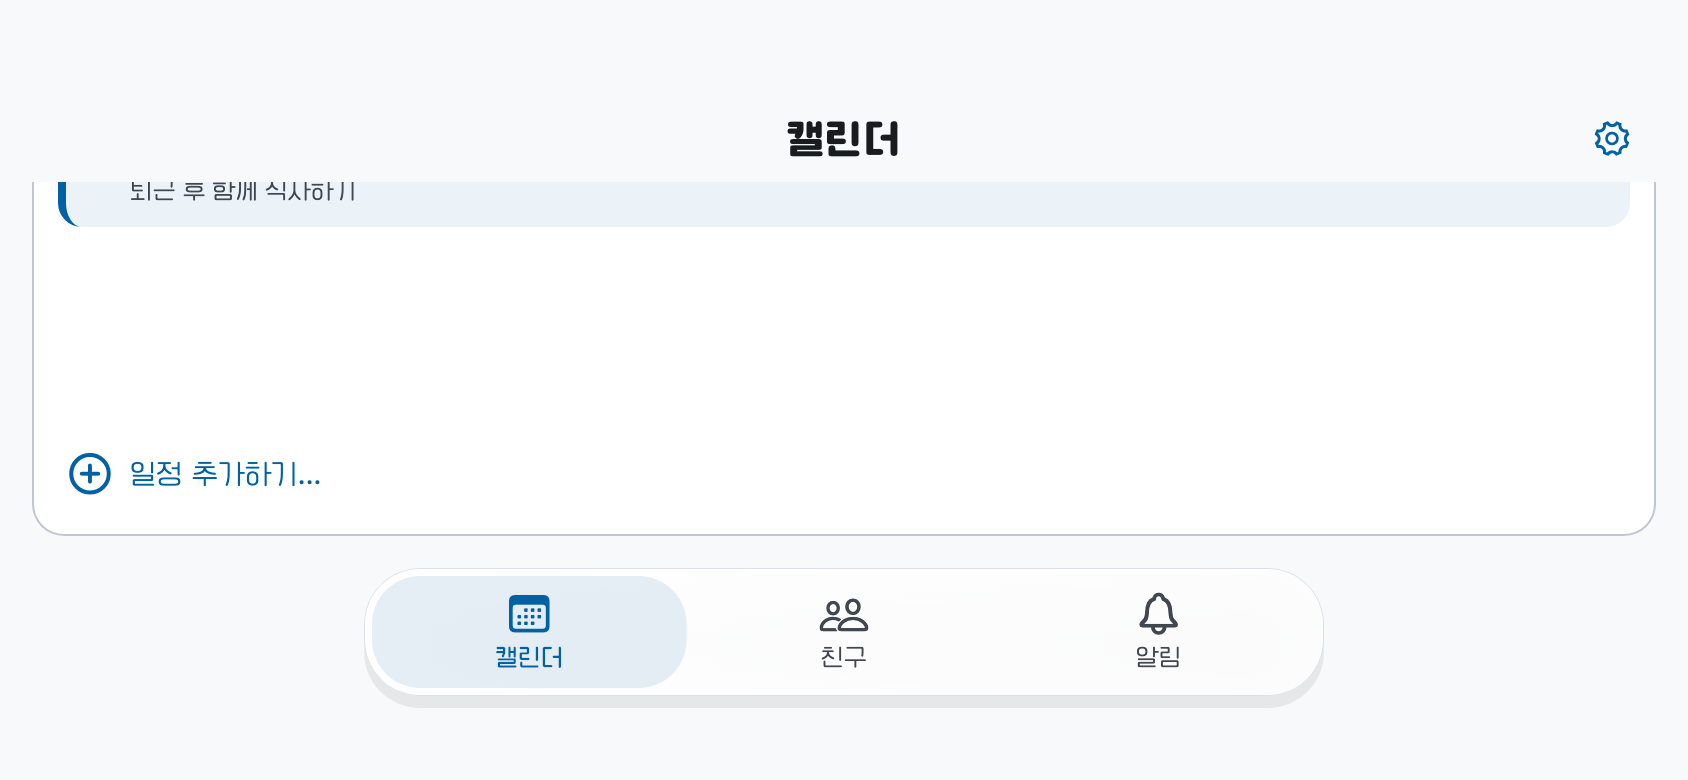 캘린더
퇴근 후 함께 식사하기
일정 추가하기...
캘린더
친구
알림